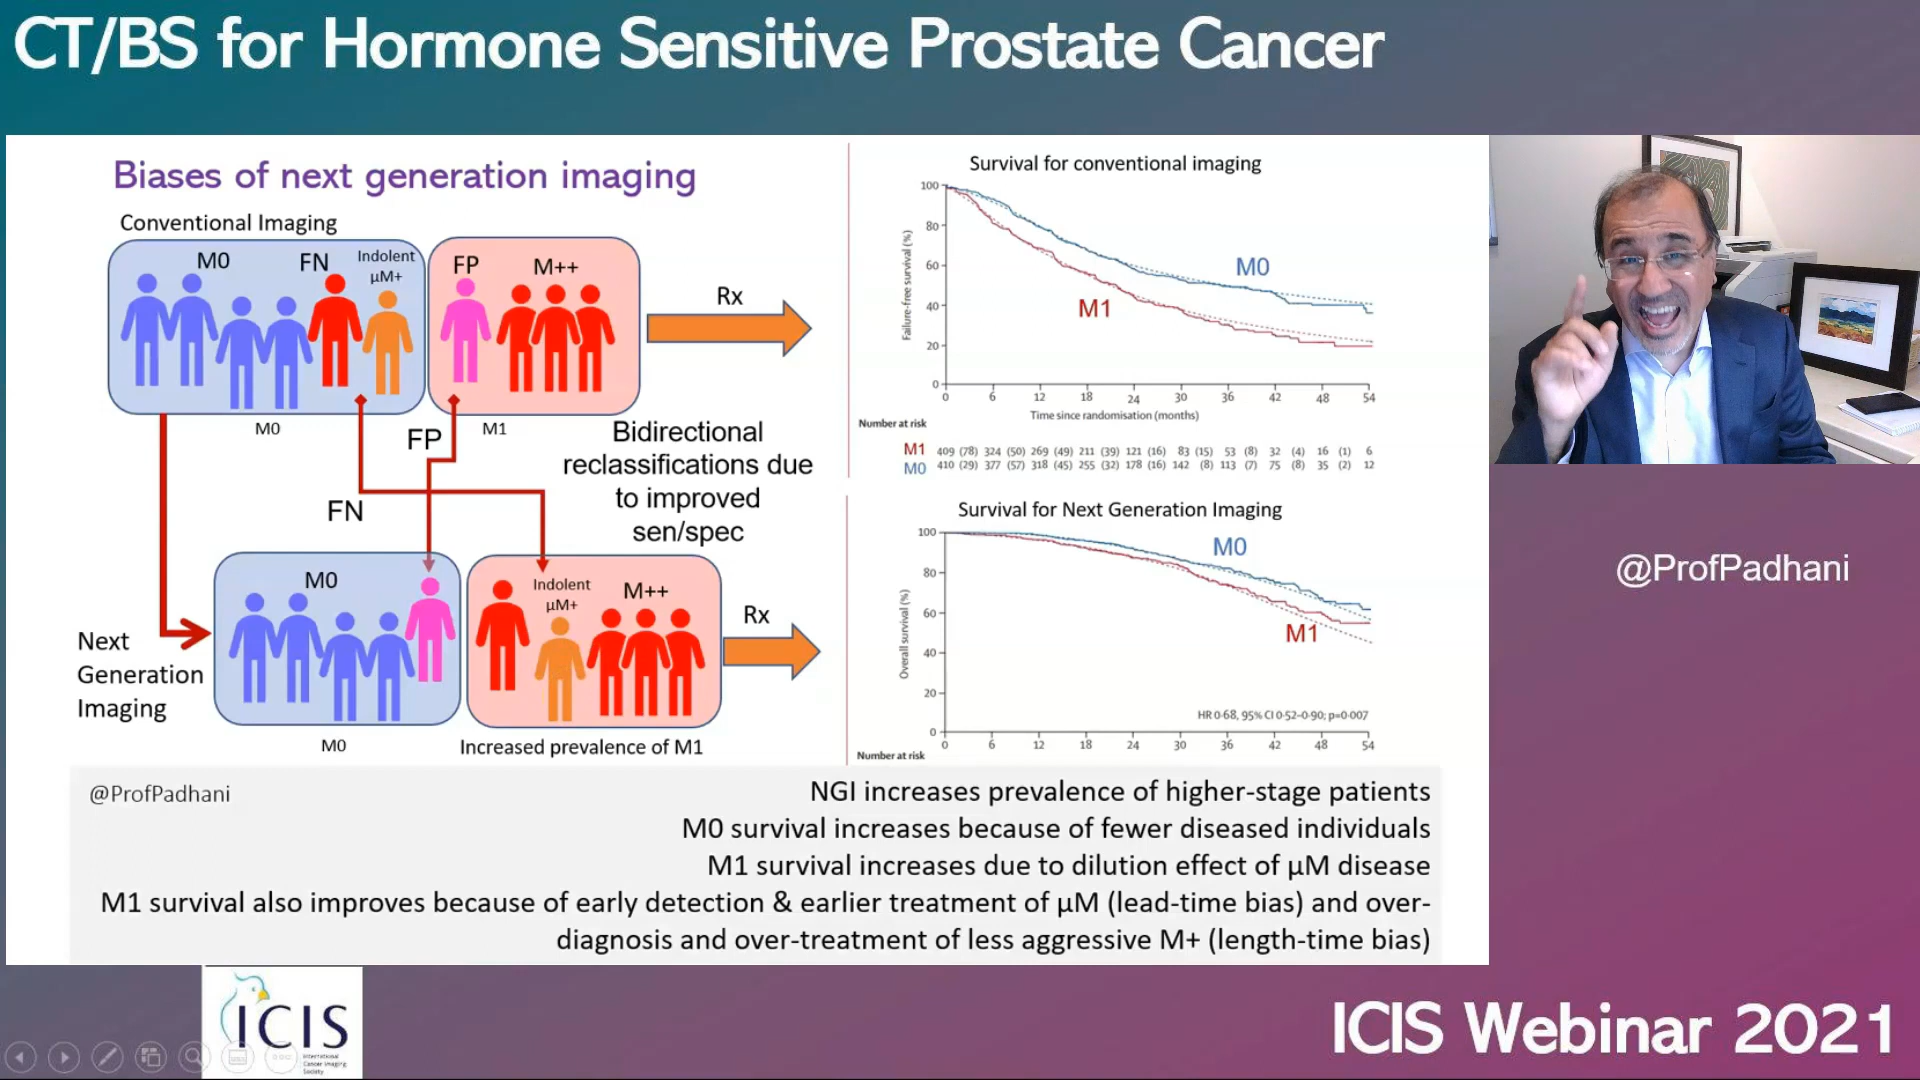 CT/BS for Hormone Sensitive Prostate Cancer
Biases of next generation imaging
Conventional Imaging
M0
FN
Indolent
µM+
FP
M++
Rx
M0
M1
FP
FN
Bidirectional
reclassifications due
to improved
sen/spec
M0
Indolent
µM+
M++
Rx
Next
Generation
Imaging
M0
Increased prevalence of M1
Survival for conventional imaging
Failure-free survival (%)
100
80
60
40
20
0
M0
M1
0 6 12 18 24 30 36 42 48 54
Time since randomisation (months)
Number at risk
M1 409 (78) 324 (50) 269 (49) 211 (39) 121 (16) 83 (15) 53 (8) 32 (4) 16 (1) 6
M0 410 (29) 377 (57) 318 (45) 255 (32) 178 (16) 142 (8) 113 (7) 75 (8) 35 (2) 12
Survival for Next Generation Imaging
Overall survival (%)
100
80
60
40
20
0
M0
M1
HR 0·68, 95% CI 0·52–0·90; p=0·007
0 6 12 18 24 30 36 42 48 54
Number at risk
@ProfPadhani
NGI increases prevalence of higher-stage patients
M0 survival increases because of fewer diseased individuals
M1 survival increases due to dilution effect of µM disease
M1 survival also improves because of early detection & earlier treatment of µM (lead-time bias) and over-
diagnosis and over-treatment of less aggressive M+ (length-time bias)
@ProfPadhani
ICIS
International
Cancer Imaging
Society
ICIS Webinar 2021